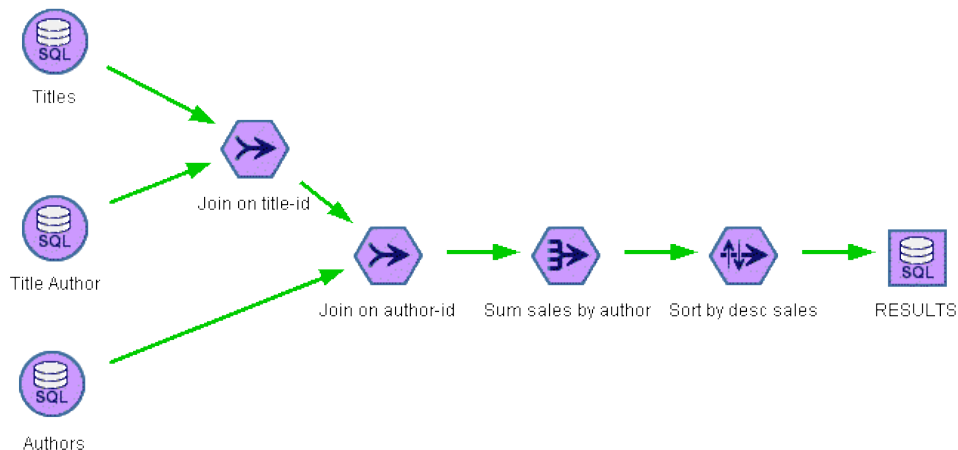 SQL
Titles
Join on title-id
SQL
Title Author
Join on author-id
Sum sales by author
Sort by desc sales
SQL
RESULTS
SQL
Authors